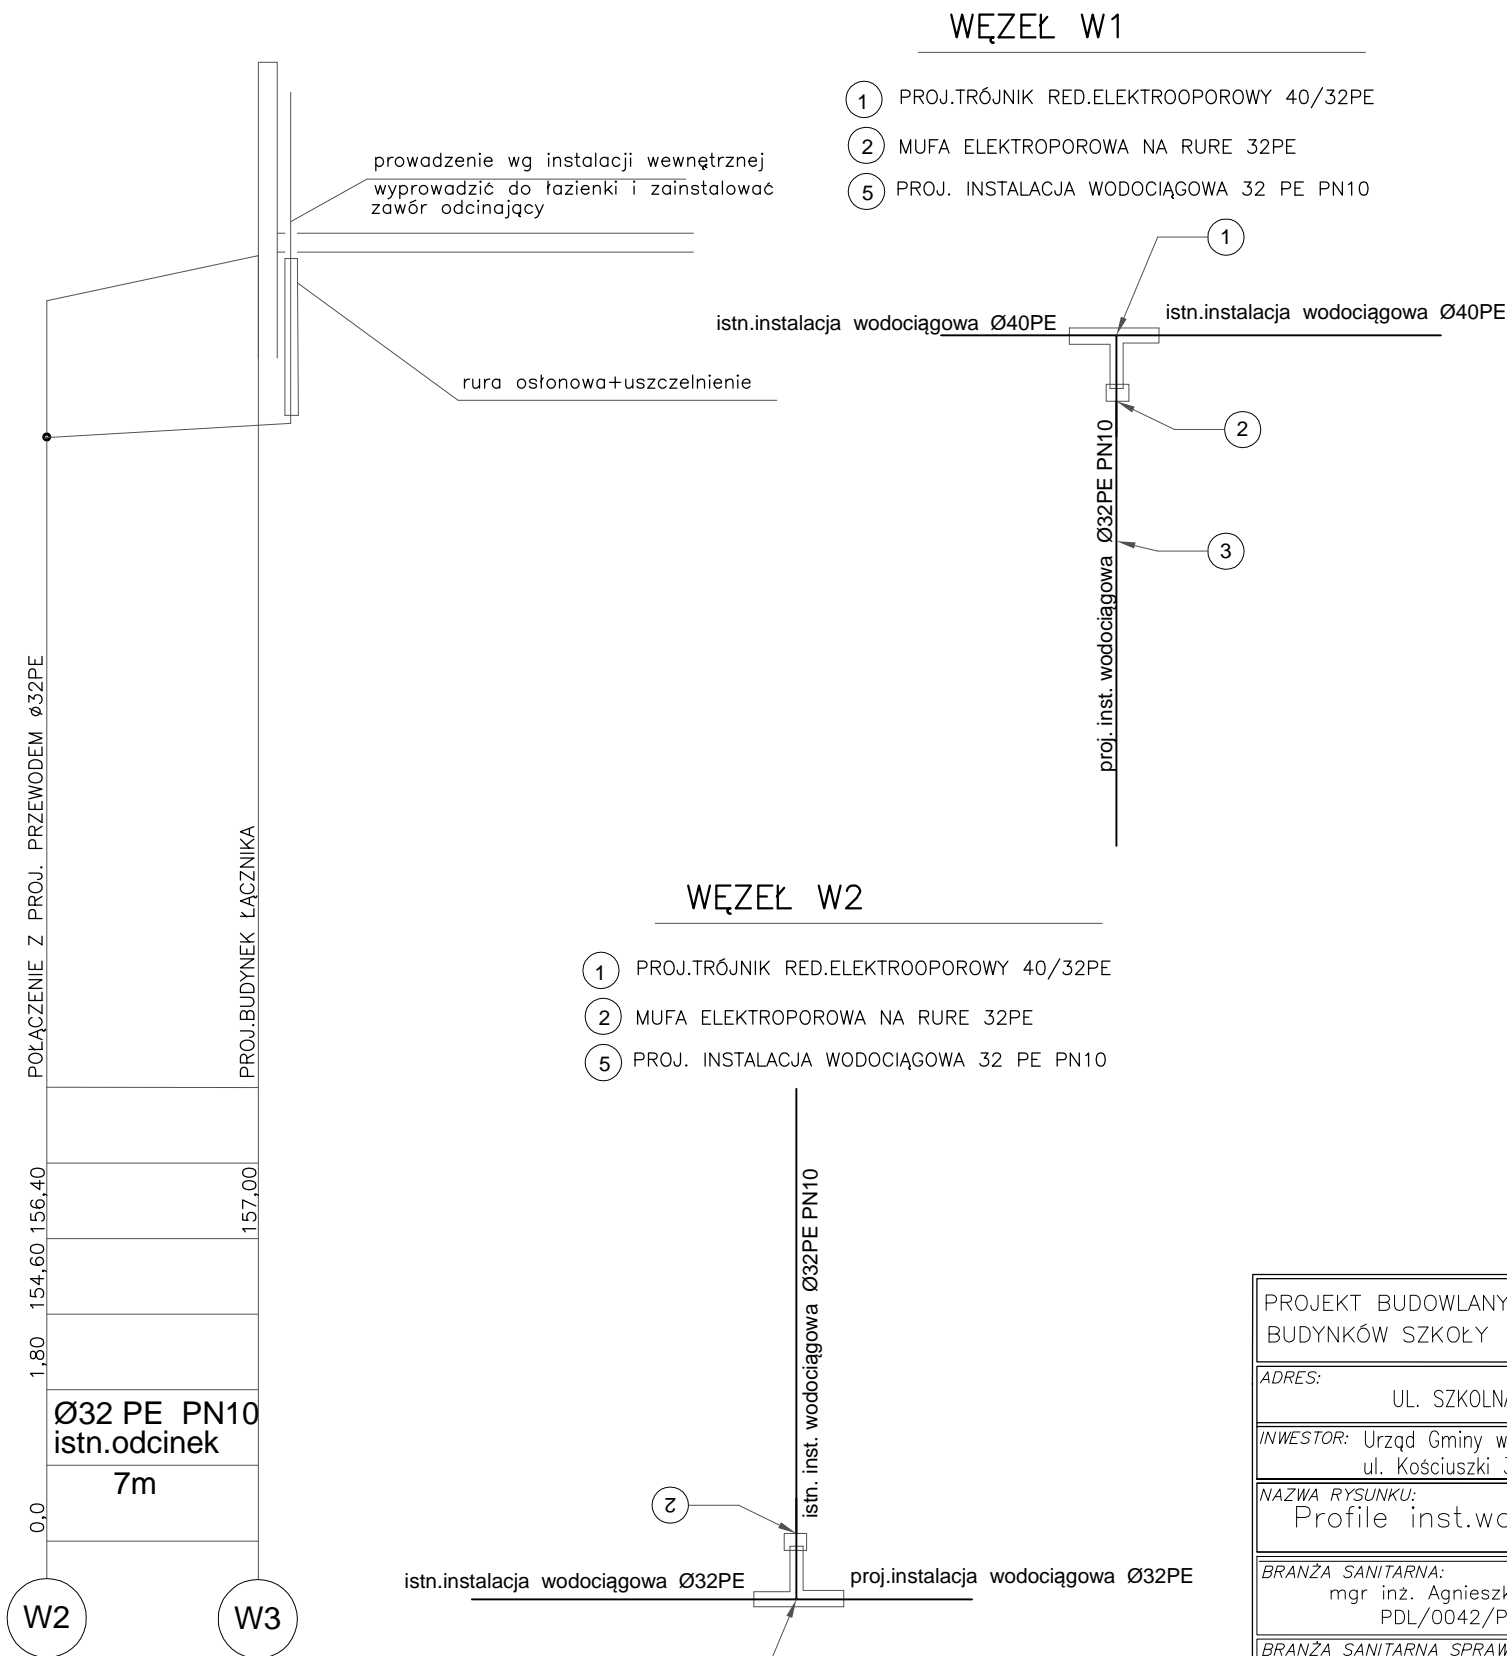 WĘZEŁ W1
1 PROJ.TRÓJNIK RED.ELEKTROOPOROWY 40/32PE
2 MUFA ELEKTROPOROWA NA RURE 32PE
5 PROJ. INSTALACJA WODOCIĄGOWA 32 PE PN10
prowadzenie wg instalacji wewnętrznej
wyprowadzić do łazienki i zainstalować
zawór odcinający
rura osłonowa+uszczelnienie
1
istn.instalacja wodociągowa Ø40PE
istn.instalacja wodociągowa Ø40PE
2
3
proj. inst. wodociągowa Ø32PE PN10
POŁĄCZENIE Z PROJ. PRZEWODEM Ø32PE
PROJ.BUDYNEK ŁĄCZNIKA
WĘZEŁ W2
1 PROJ.TRÓJNIK RED.ELEKTROOPOROWY 40/32PE
2 MUFA ELEKTROPOROWA NA RURE 32PE
5 PROJ. INSTALACJA WODOCIĄGOWA 32 PE PN10
156,40
157,00
154,60
1,80
Ø32 PE PN10
istn.odcinek
7m
0,0
W2
W3
istn. inst. wodociągowa Ø32PE PN10
2
istn.instalacja wodociągowa Ø32PE
proj.instalacja wodociągowa Ø32PE
PROJEKT BUDOWLANY
BUDYNKÓW SZKOŁY
ADRES:
UL. SZKOLNA
INWESTOR: Urząd Gminy w
ul. Kościuszki
NAZWA RYSUNKU:
Profile inst.wo
BRANŻA SANITARNA:
mgr inż. Agnieszk
PDL/0042/P
BRANŻA SANITARNA SPRAW